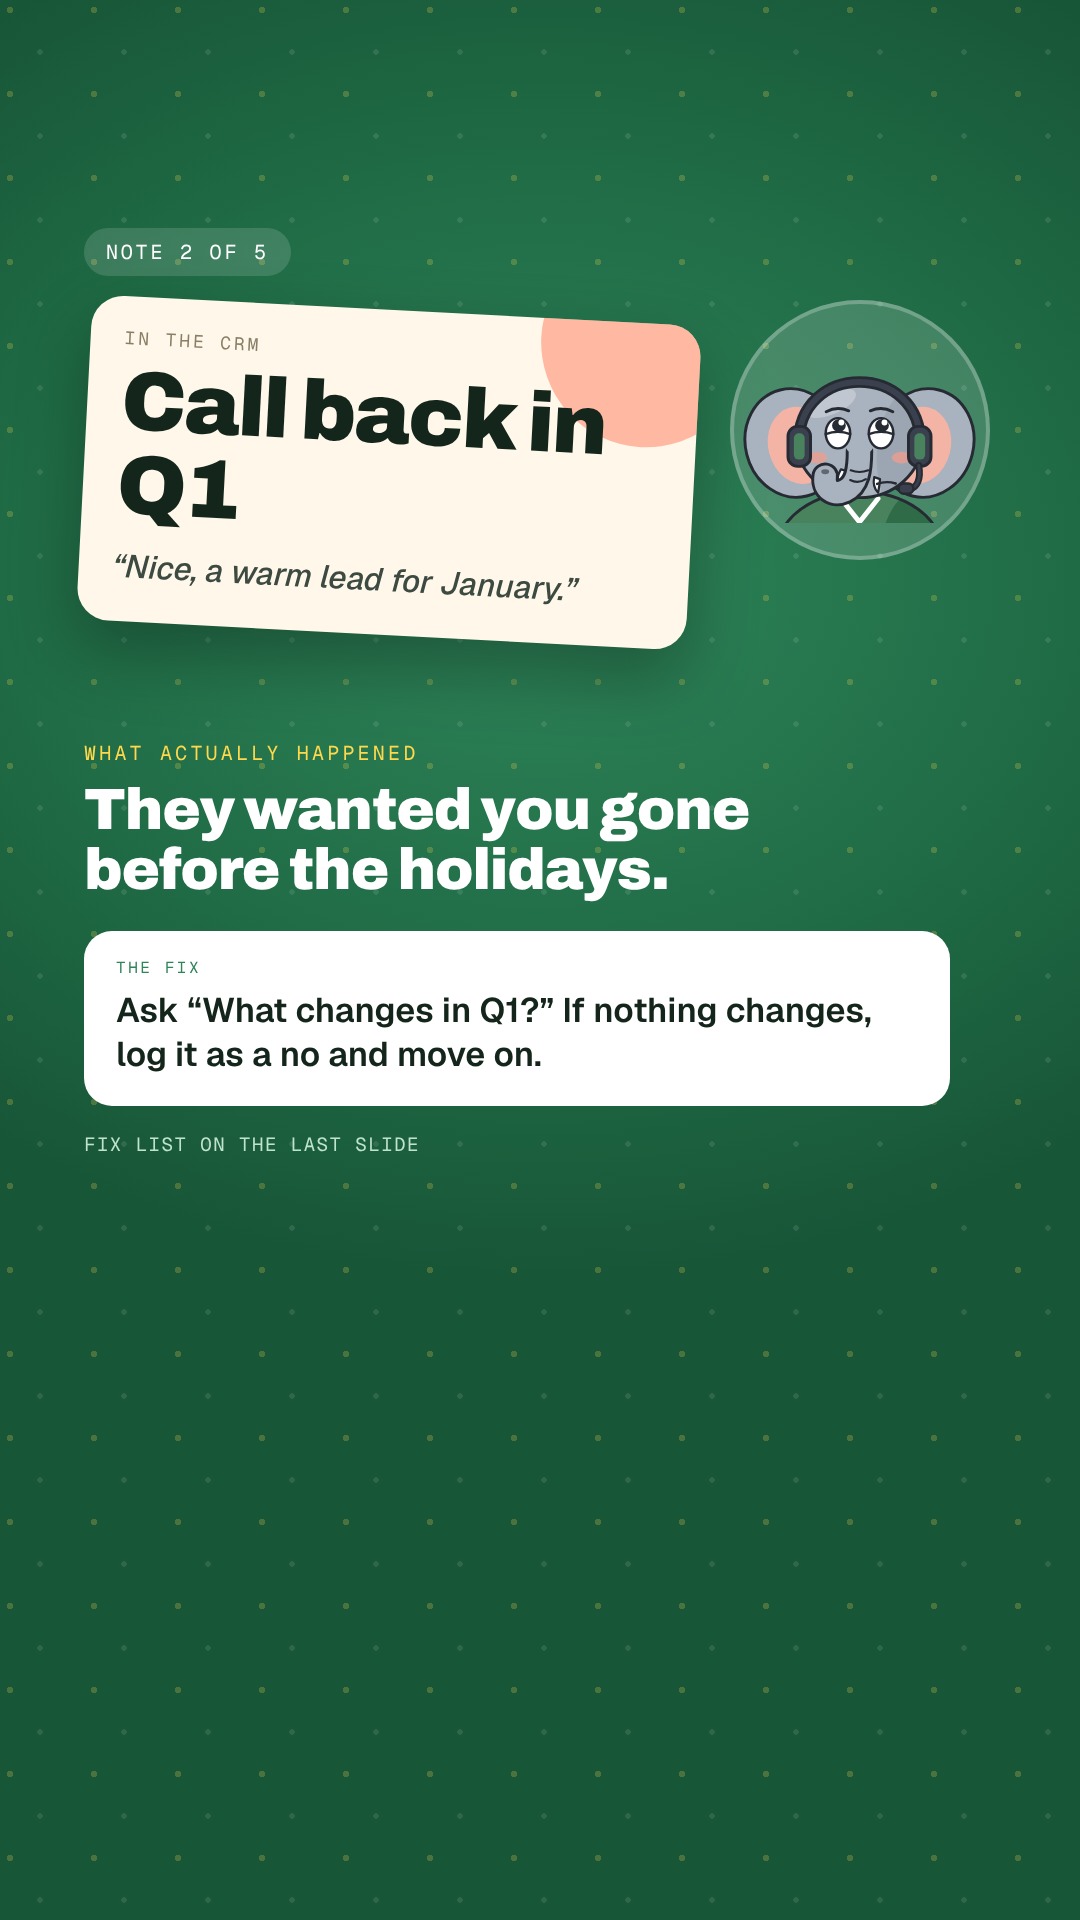 NOTE 2 OF 5
IN THE CRM
Call back in
Q1
“Nice, a warm lead for January.”
WHAT ACTUALLY HAPPENED
They wanted you gone
before the holidays.
THE FIX
Ask “What changes in Q1?” If nothing changes,
log it as a no and move on.
FIX LIST ON THE LAST SLIDE